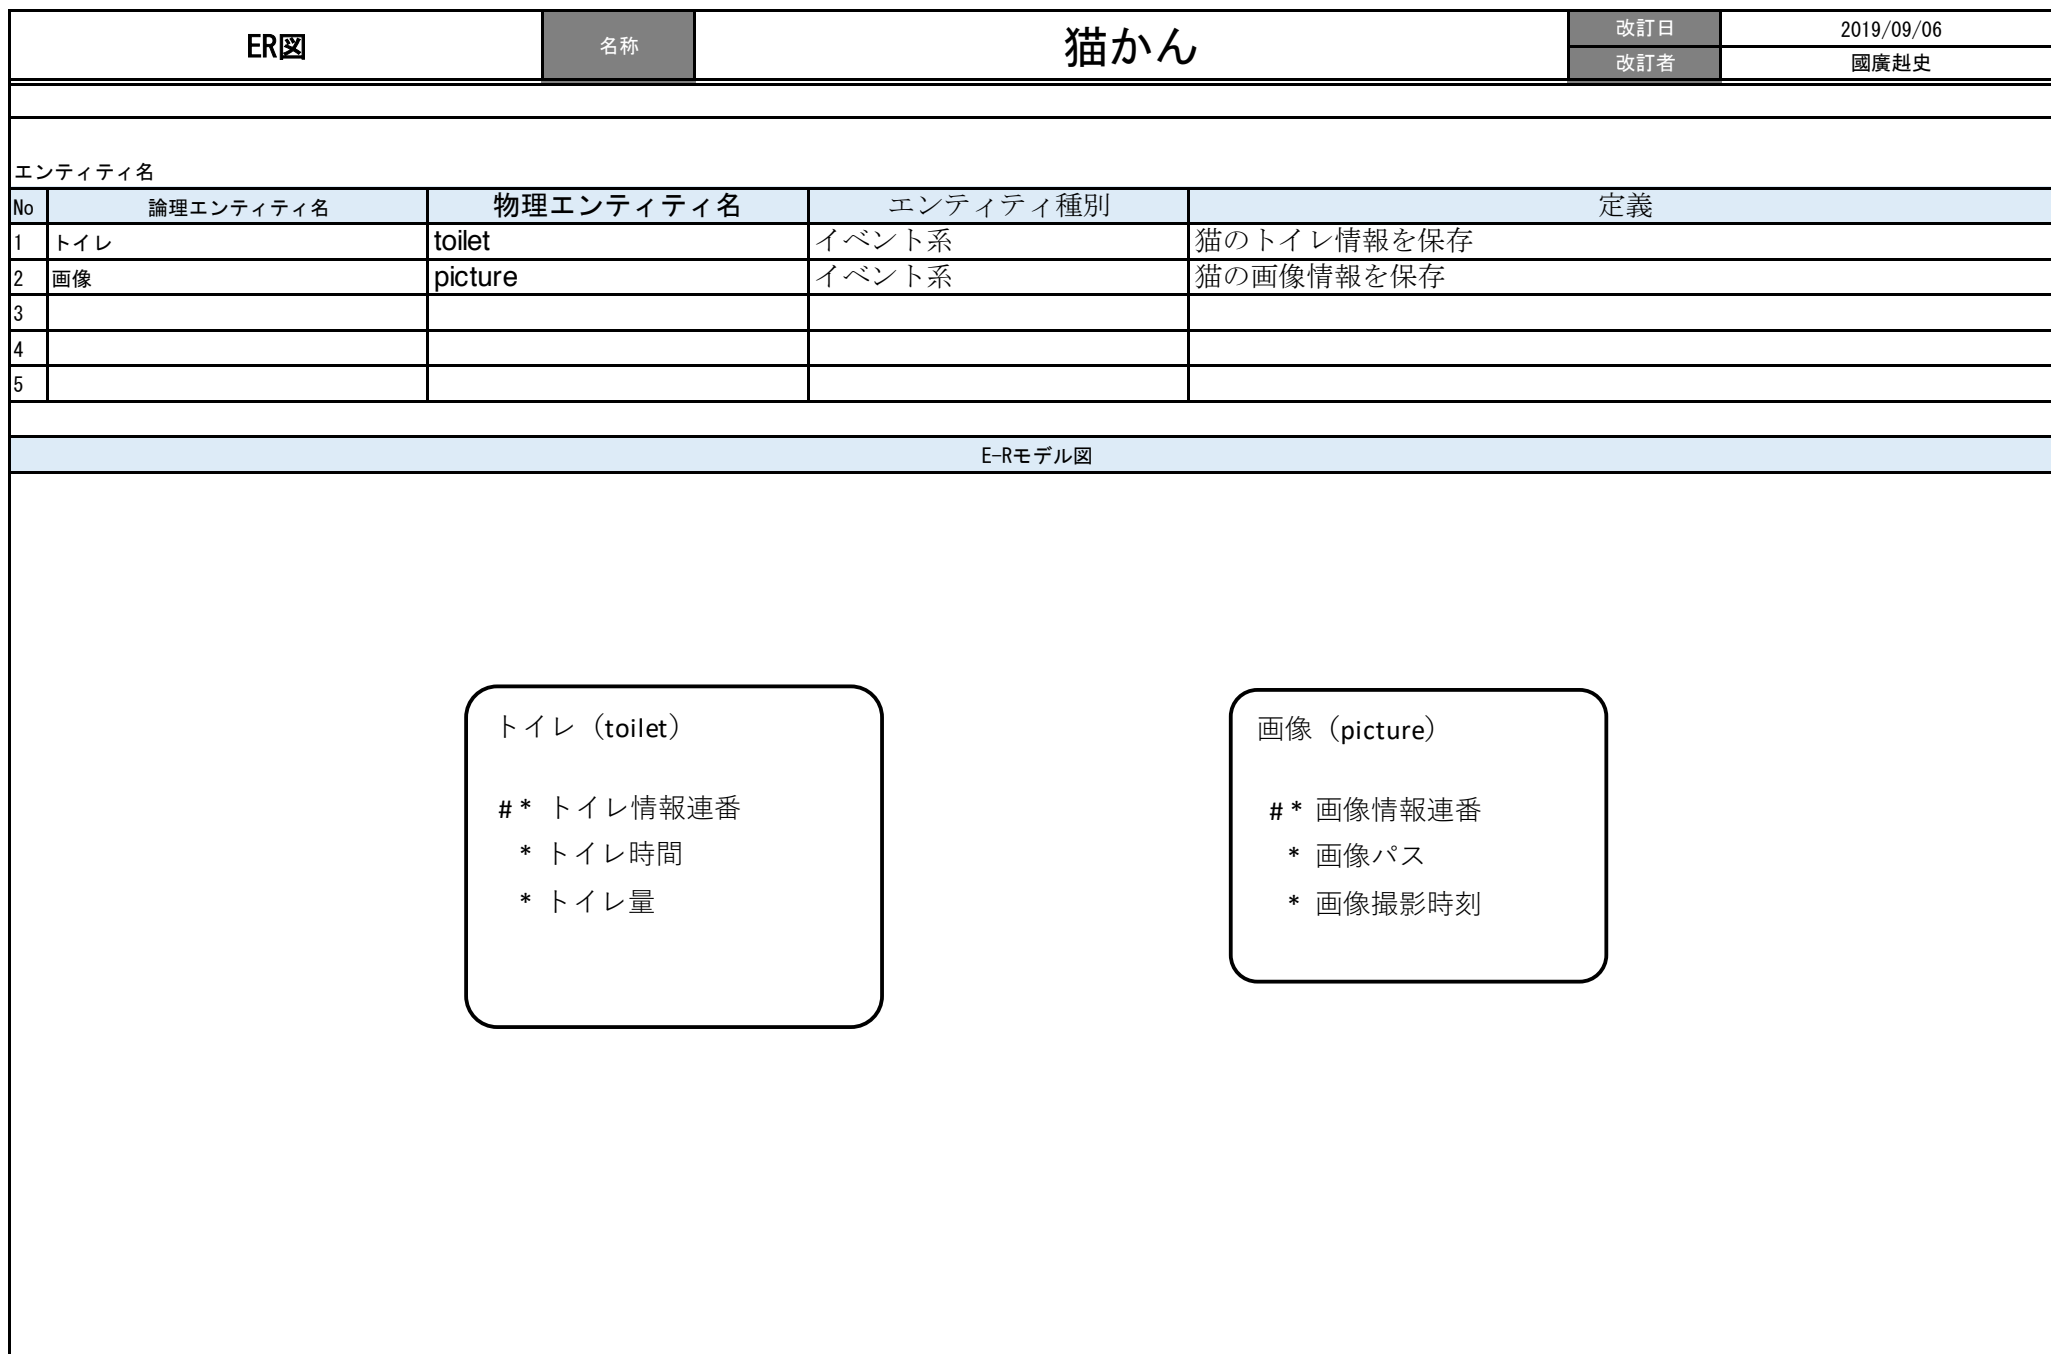 ER図 名称 猫かん 改訂日 2019/09/06
改訂者 國廣赳史
エンティティ名
No 論理エンティティ名 物理エンティティ名 エンティティ種別 定義
1 トイレ toilet イベント系 猫のトイレ情報を保存
2 画像 picture イベント系 猫の画像情報を保存
3
4
5
E-Rモデル図
トイレ（toilet）
# * トイレ情報連番
* トイレ時間
* トイレ量
画像（picture）
# * 画像情報連番
* 画像パス
* 画像撮影時刻